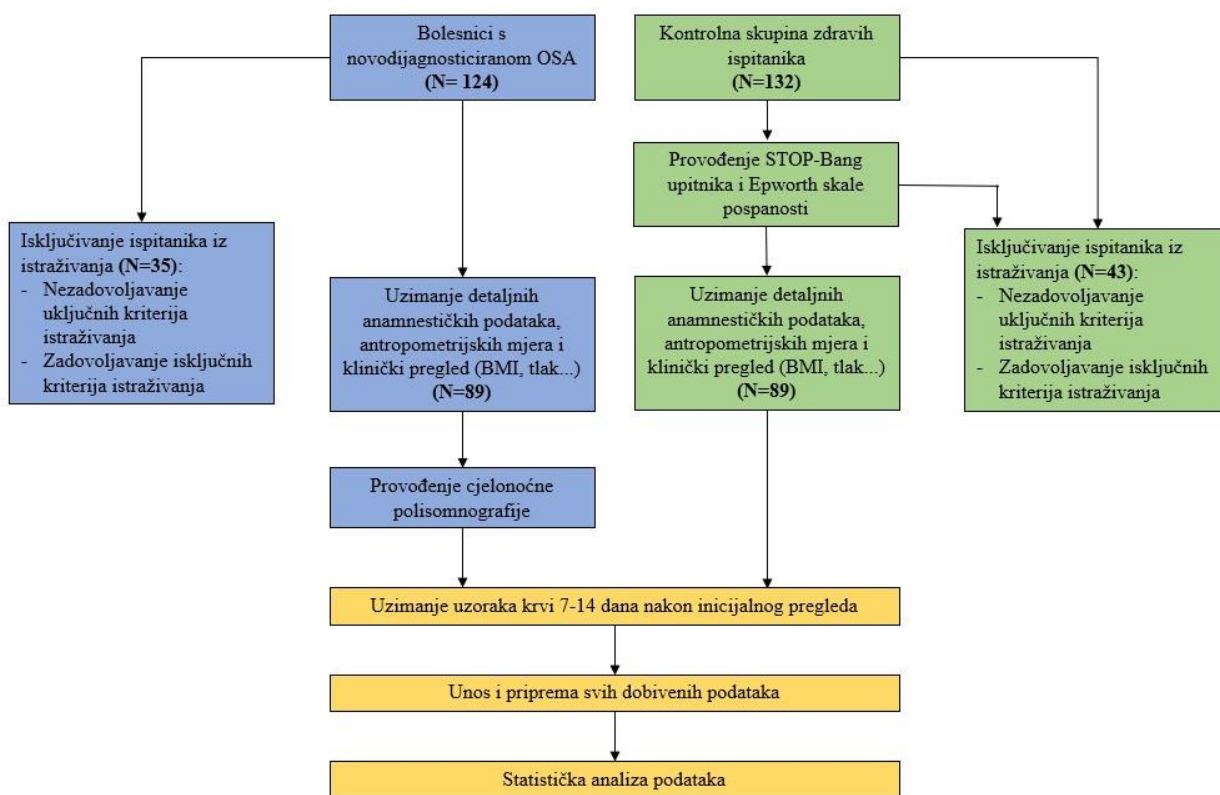 Bolesnici s
novodijagnosticiranom OSA
(N= 124)
Kontrolna skupina zdravih
ispitanika
(N=132)
Provođenje STOP-Bang
upitnika i Epworth skale
pospanosti
Isključivanje ispitanika iz
istraživanja (N=35):
- Nezadovoljavanje
uključnih kriterija
istraživanja
- Zadovoljavanje isključnih
kriterija istraživanja
Uzimanje detaljnih
anamnestičkih podataka,
antropometrijskih mjera i
klinički pregled (BMI, tlak...)
(N=89)
Uzimanje detaljnih
anamnestičkih podataka,
antropometrijskih mjera i
klinički pregled (BMI, tlak...)
(N=89)
Isključivanje ispitanika iz
istraživanja (N=43):
- Nezadovoljavanje
uključnih kriterija
istraživanja
- Zadovoljavanje isključnih
kriterija istraživanja
Provođenje cjelonoćne
polisomnografije
Uzimanje uzoraka krvi 7-14 dana nakon inicijalnog pregleda
Unos i priprema svih dobivenih podataka
Statistička analiza podataka